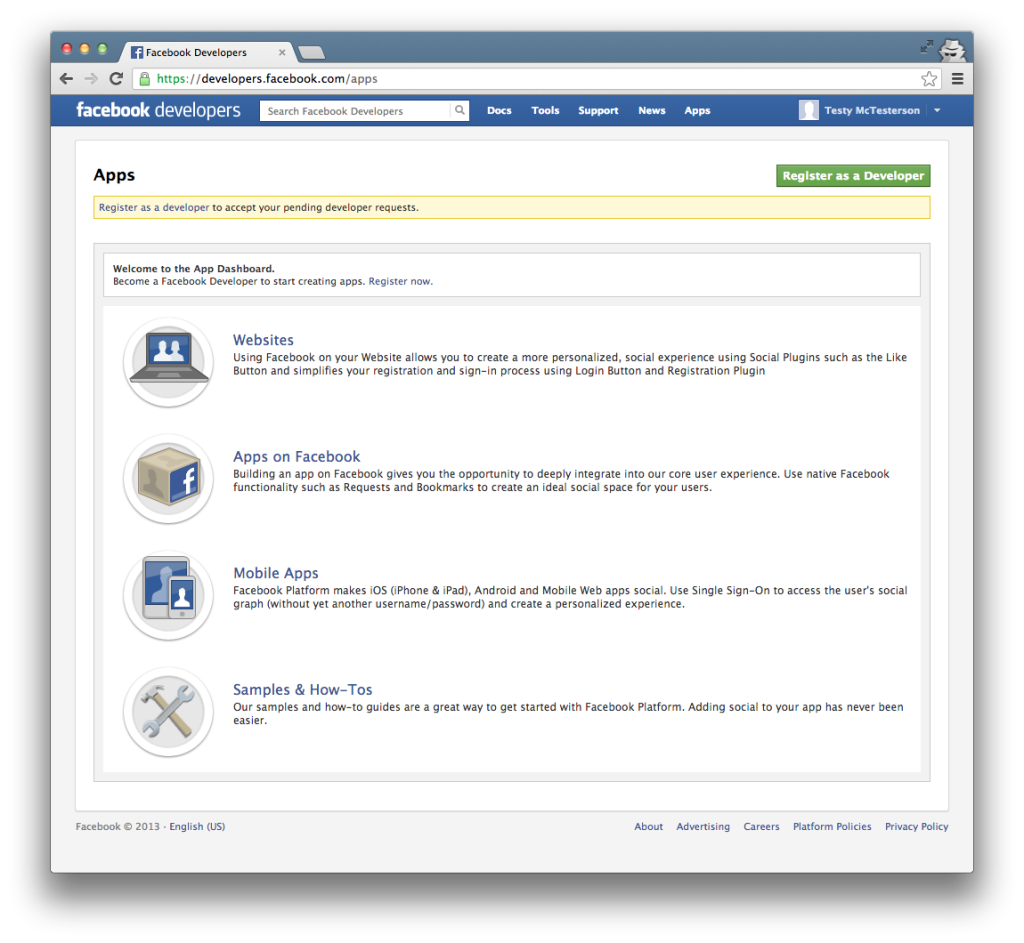 Facebook Developers
https://developers.facebook.com/apps
facebook developers Search Facebook Developers Docs Tools Support News Apps Testy McTesterson
Apps Register as a Developer
Register as a developer to accept your pending developer requests.
Welcome to the App Dashboard.
Become a Facebook Developer to start creating apps. Register now.
Websites
Using Facebook on your Website allows you to create a more personalized, social experience using Social Plugins such as the Like
Button and simplifies your registration and sign-in process using Login Button and Registration Plugin
Apps on Facebook
Building an app on Facebook gives you the opportunity to deeply integrate into our core user experience. Use native Facebook
functionality such as Requests and Bookmarks to create an ideal social space for your users.
Mobile Apps
Facebook Platform makes iOS (iPhone & iPad), Android and Mobile Web apps social. Use Single Sign-On to access the user's social
graph (without yet another username/password) and create a personalized experience.
Samples & How-Tos
Our samples and how-to guides are a great way to get started with Facebook Platform. Adding social to your app has never been
easier.
Facebook © 2013 · English (US) About Advertising Careers Platform Policies Privacy Policy